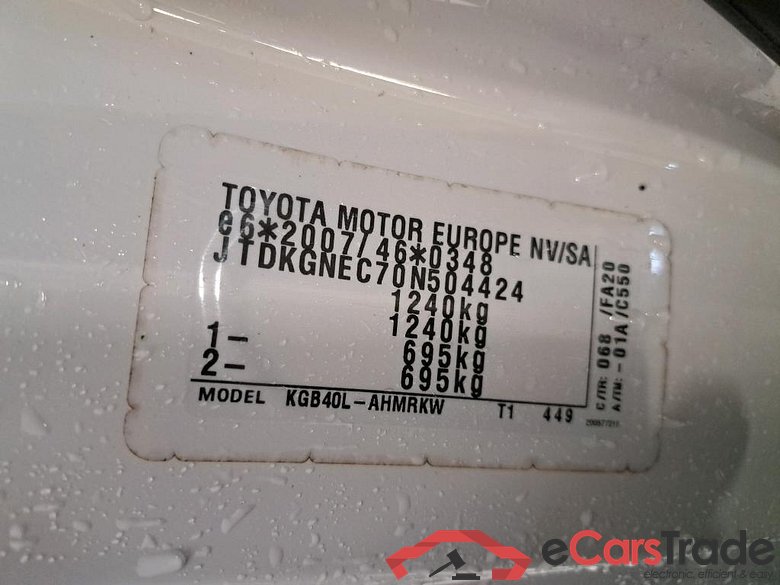 TOYOTA MOTOR EUROPE NV/SA
e6*2007/46*0348
JTDKGNEC70N504424
1240kg
1240kg
1- 695kg
2- 695kg
MODEL KGB40L-AHMRKW T1 449
C/TR: 068 /FA20
A/TM: -01A /C550
eCarsTrade
electronic, efficient & easy